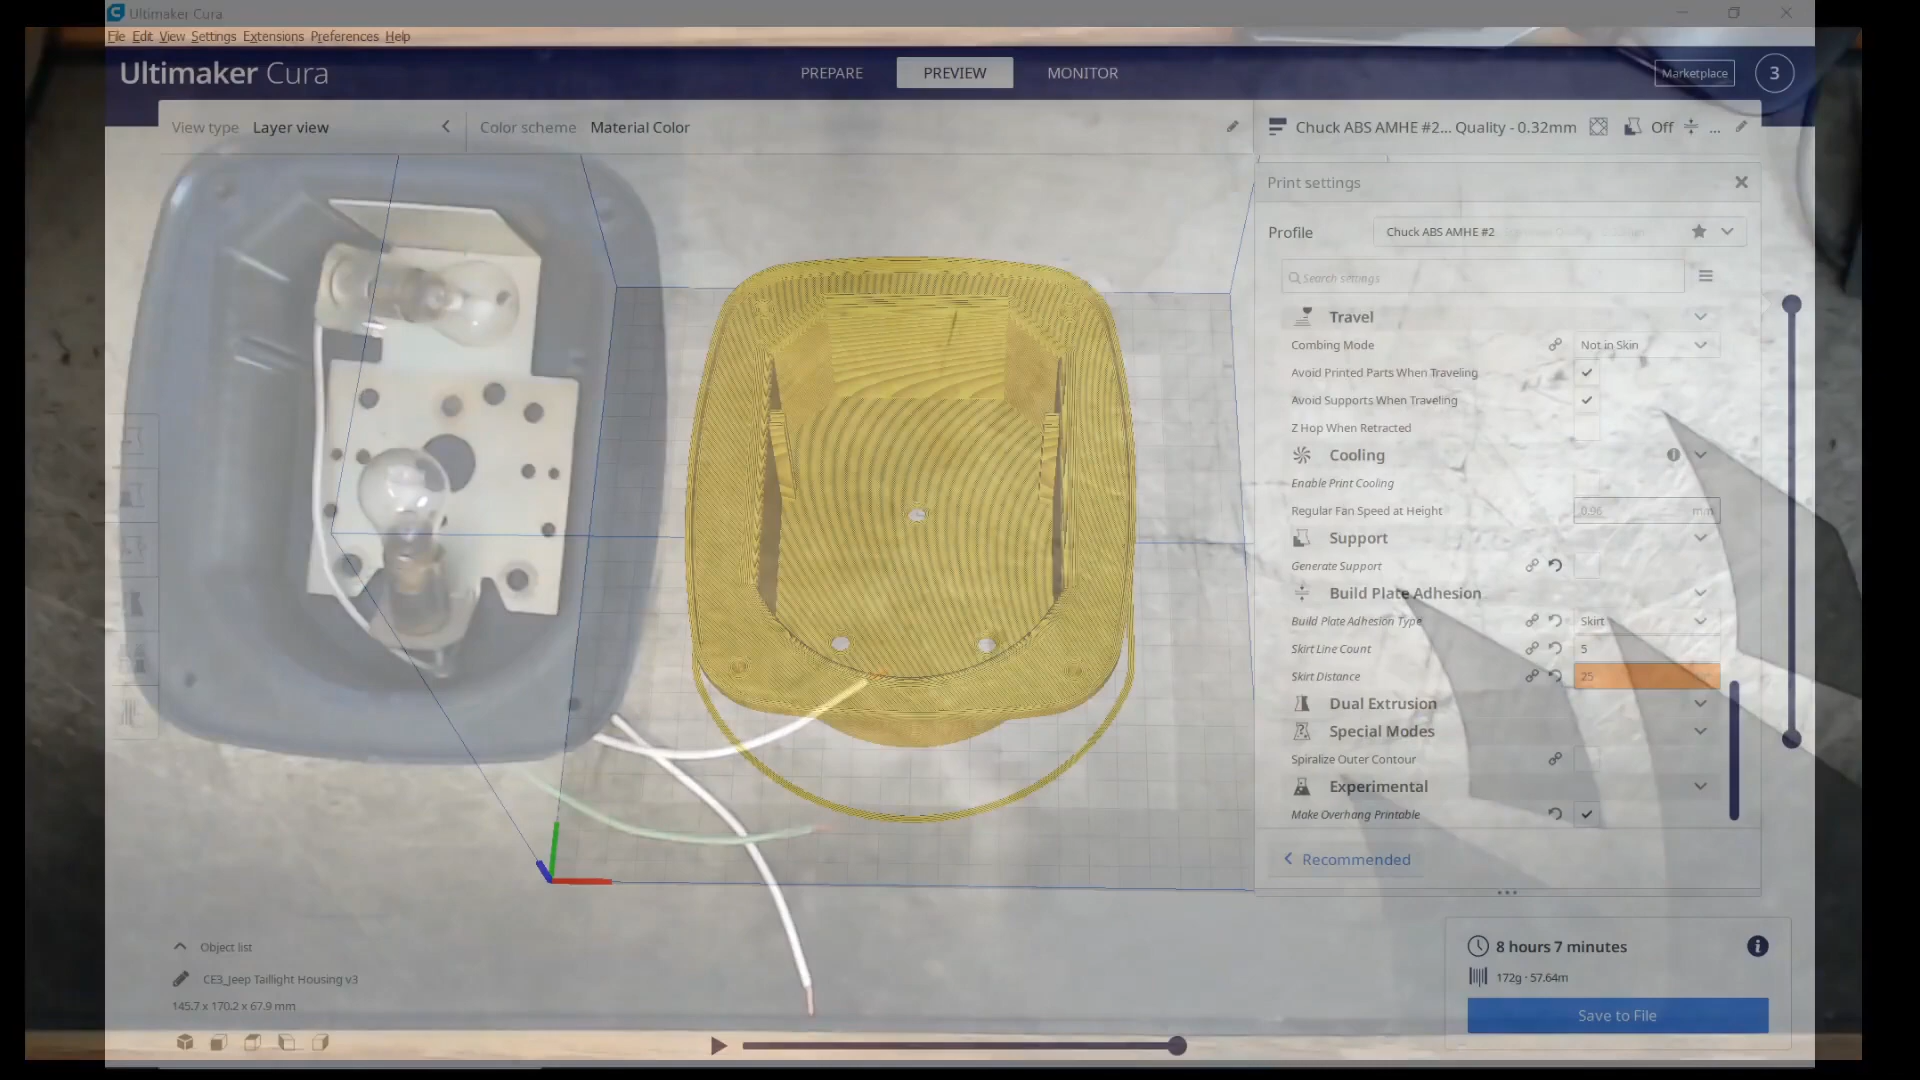 Ultimaker Cura
File Edit View Settings Extensions Preferences Help
Ultimaker Cura
PREPARE
PREVIEW
MONITOR
Marketplace
3
View type Layer view
Color scheme Material Color
Chuck ABS AMHE #2... Quality - 0.32mm
Off
...
Print settings
Profile
Chuck ABS AMHE #2
Search settings
Travel
Combing Mode
Not in Skin
Avoid Printed Parts When Traveling
Avoid Supports When Traveling
Z Hop When Retracted
Cooling
Enable Print Cooling
Regular Fan Speed at Height
0.96 mm
Support
Generate Support
Build Plate Adhesion
Build Plate Adhesion Type
Skirt
Skirt Line Count
5
Skirt Distance
25
Dual Extrusion
Special Modes
Spiralize Outer Contour
Experimental
Make Overhang Printable
Recommended
Object list
CE3_Jeep Taillight Housing v3
145.7 x 170.2 x 67.9 mm
8 hours 7 minutes
172g · 57.64m
Save to File